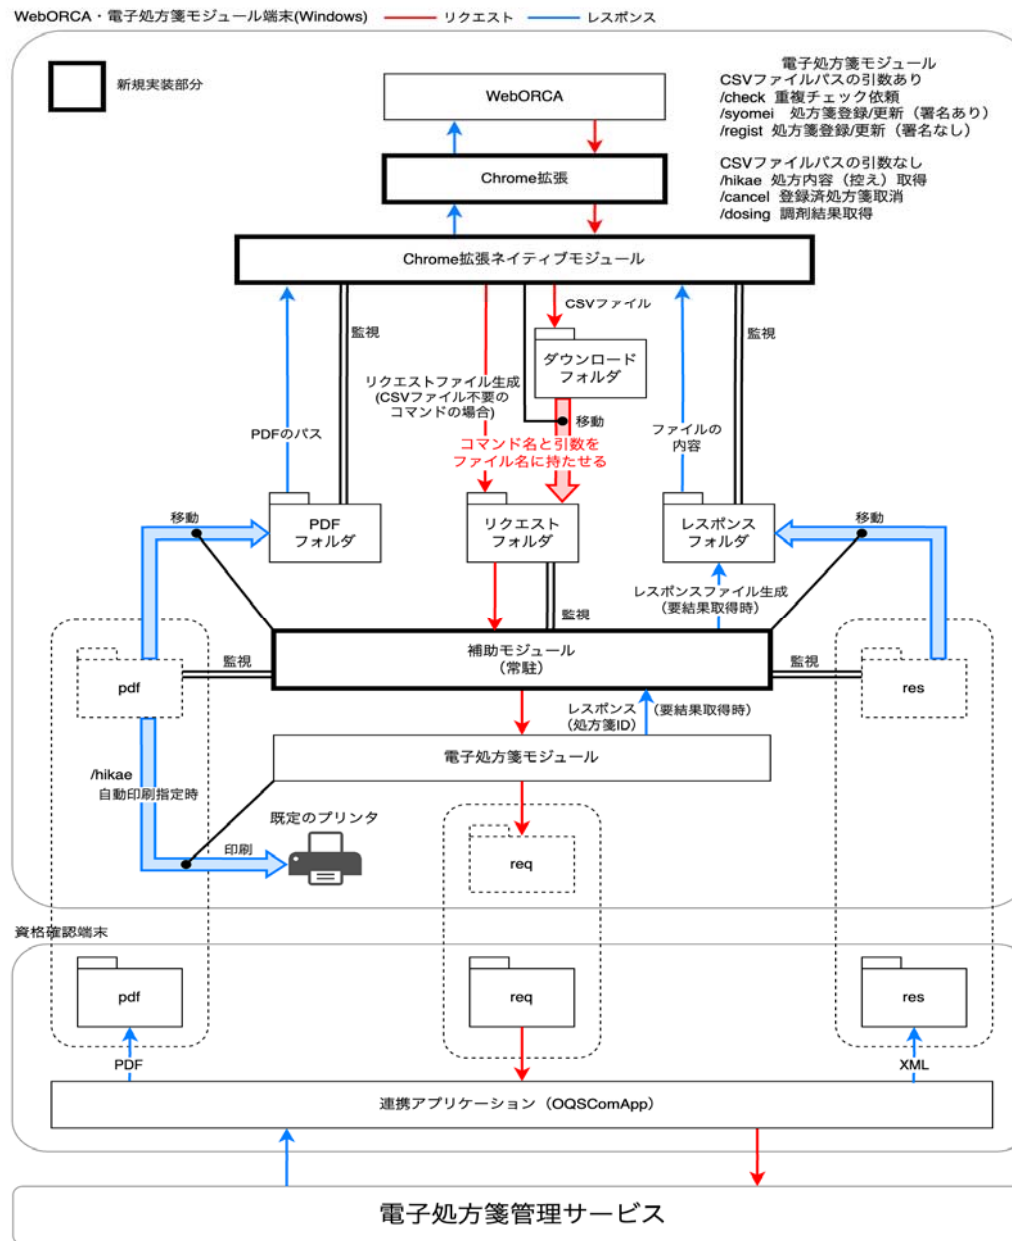 WebORCA・電子処方箋モジュール端末(Windows)
リクエスト
レスポンス
新規実装部分
電子処方箋モジュール
CSVファイルパスの引数あり
/check 重複チェック依頼
/syomei 処方箋登録/更新（署名あり）
/regist 処方箋登録/更新（署名なし）
CSVファイルパスの引数なし
/hikae 処方内容（控え）取得
/cancel 登録済処方箋取消
/dosing 調剤結果取得
WebORCA
Chrome拡張
Chrome拡張ネイティブモジュール
CSVファイル
監視
監視
ダウンロード
フォルダ
リクエストファイル生成
(CSVファイル不要の
コマンドの場合)
移動
PDFのパス
ファイルの
内容
コマンド名と引数を
ファイル名に持たせる
移動
PDF
フォルダ
リクエスト
フォルダ
レスポンス
フォルダ
移動
レスポンスファイル生成
（要結果取得時）
監視
補助モジュール
（常駐）
監視
監視
pdf
res
レスポンス
（処方箋ID）
（要結果取得時）
電子処方箋モジュール
/hikae
自動印刷指定時
既定のプリンタ
印刷
req
資格確認端末
pdf
req
res
PDF
XML
連携アプリケーション（OQSComApp）
電子処方箋管理サービス